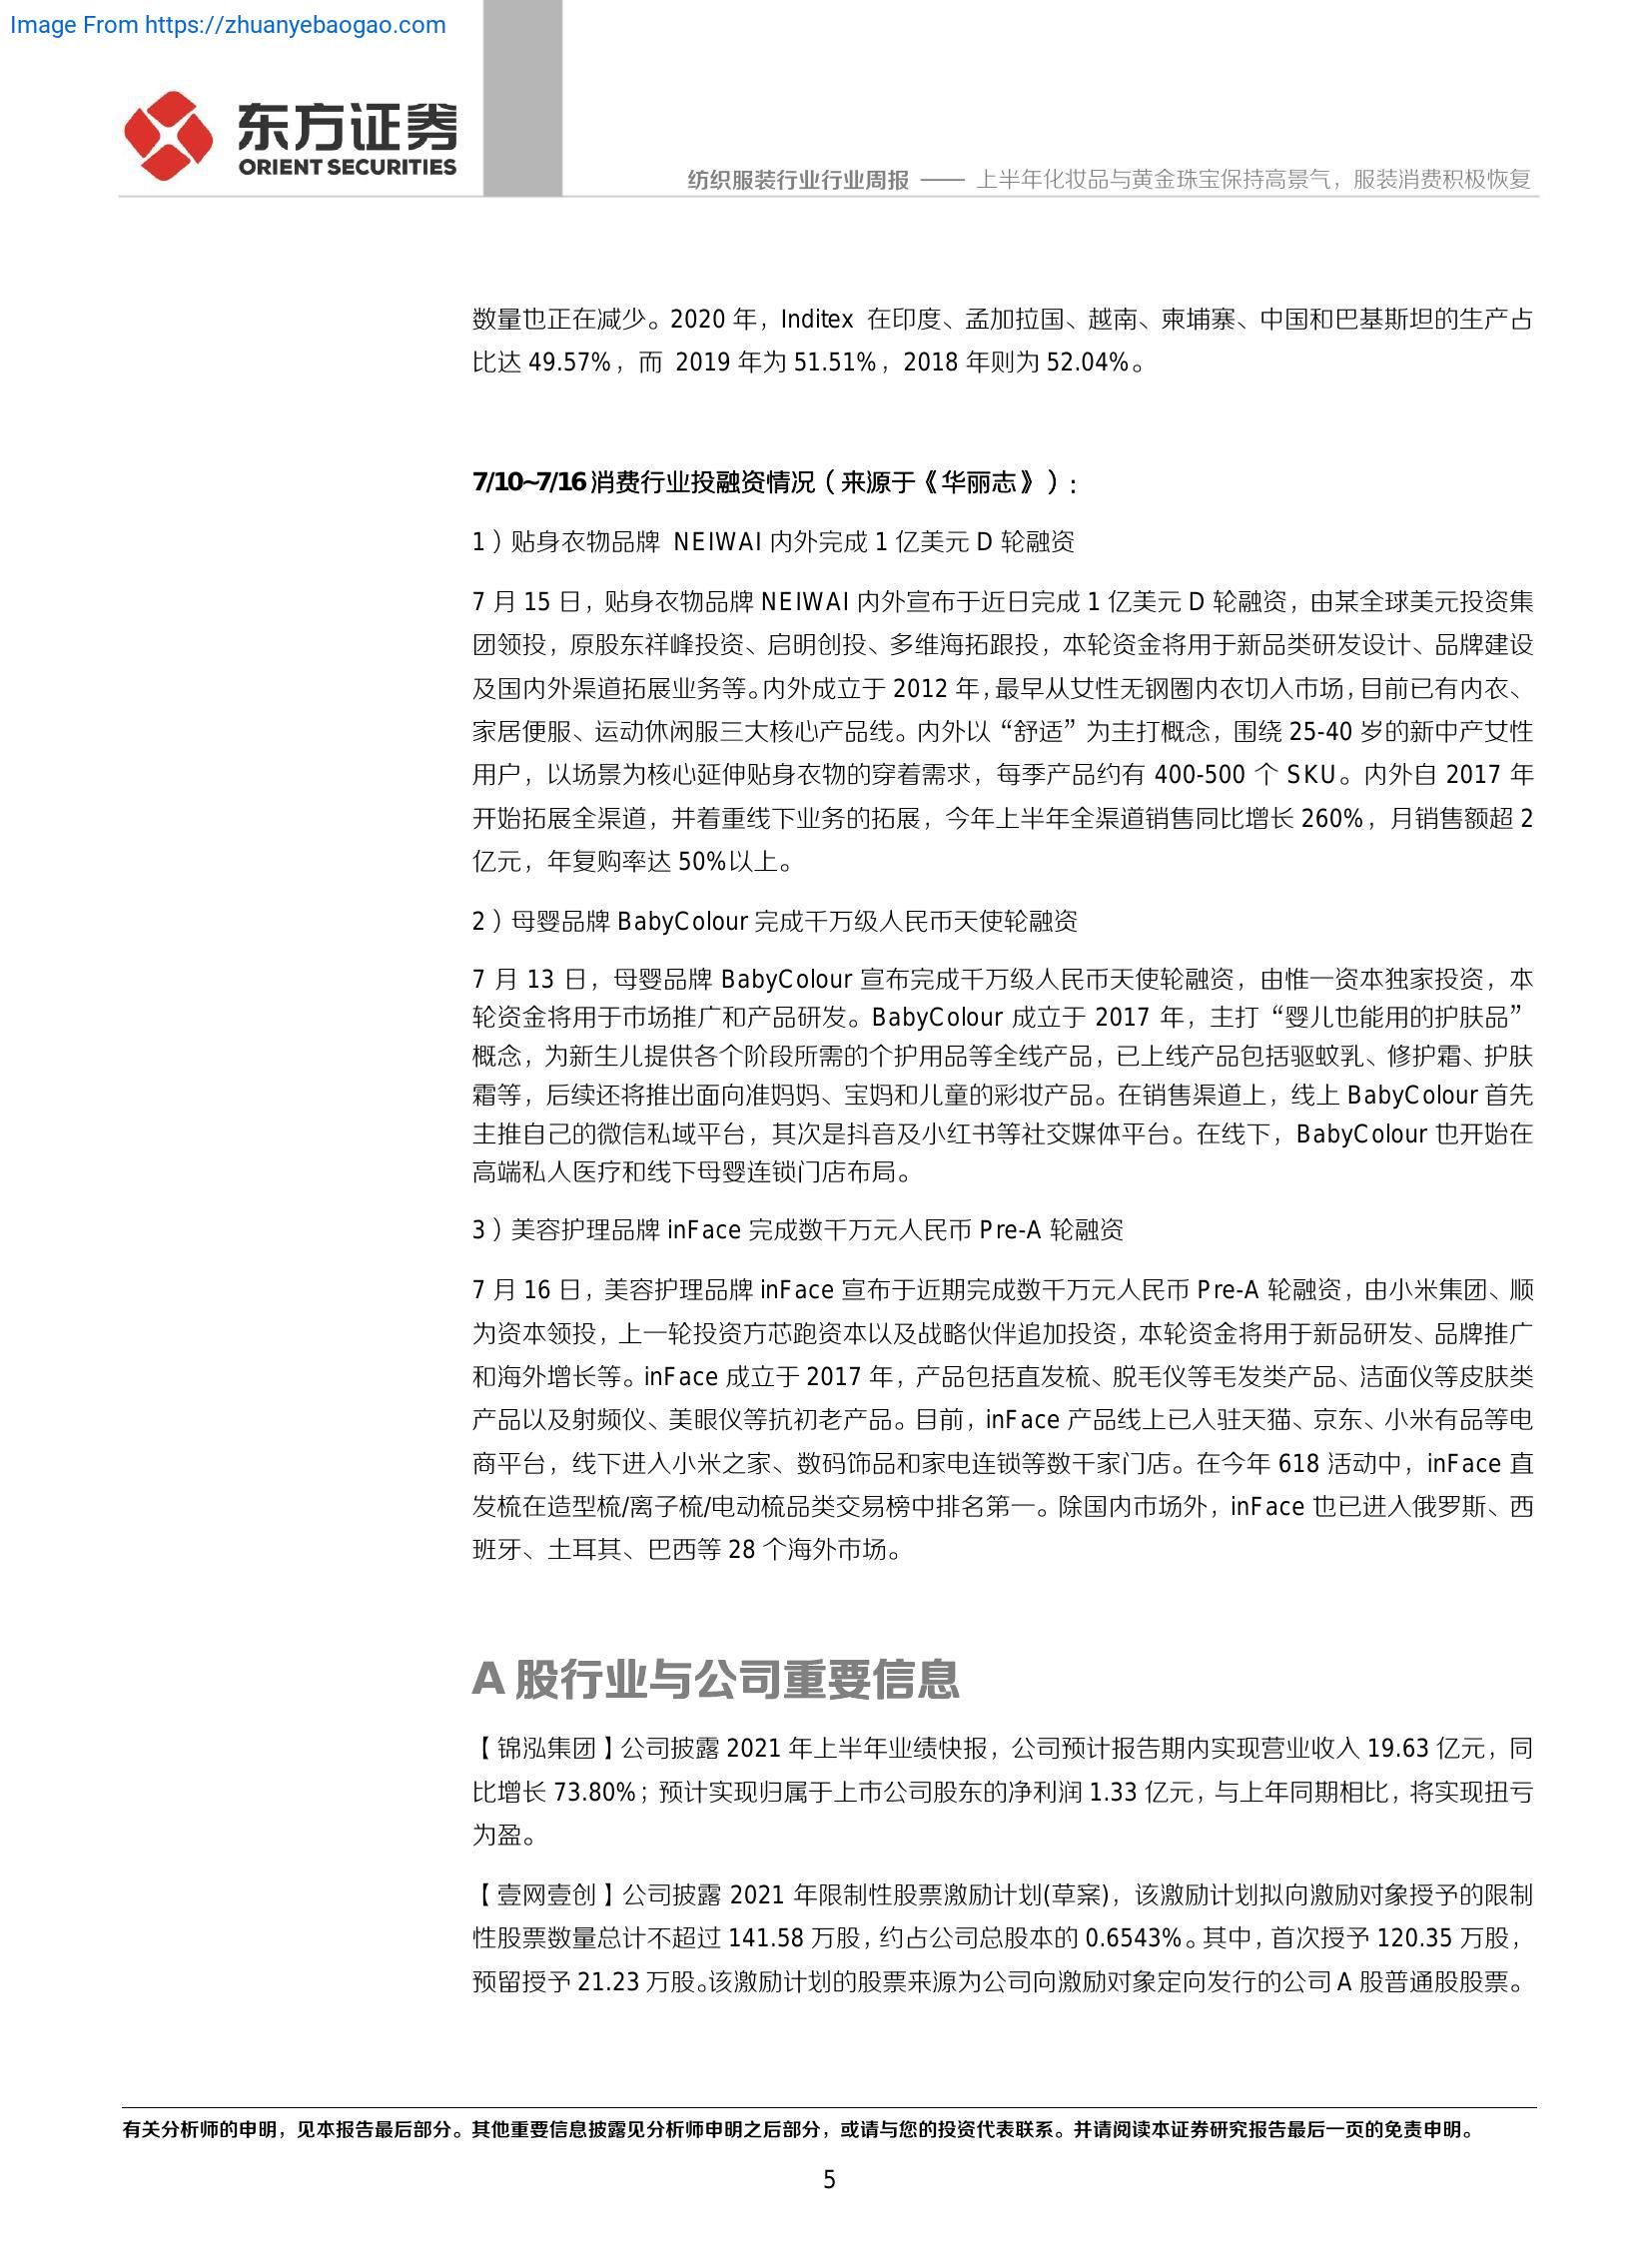 Image From https://zhuanyebaogao.com
东方证券
ORIENT SECURITIES
纺织服装行业行业周报 —— 上半年化妆品与黄金珠宝保持高景气，服装消费积极恢复
数量也正在减少。2020 年，Inditex 在印度、孟加拉国、越南、柬埔寨、中国和巴基斯坦的生产占
比达 49.57%，而 2019 年为 51.51%，2018 年则为 52.04%。
7/10~7/16 消费行业投融资情况（来源于《华丽志》）：
1）贴身衣物品牌 NEIWAI 内外完成 1 亿美元 D 轮融资
7 月 15 日，贴身衣物品牌 NEIWAI 内外宣布于近日完成 1 亿美元 D 轮融资，由某全球美元投资集
团领投，原股东祥峰投资、启明创投、多维海拓跟投，本轮资金将用于新品类研发设计、品牌建设
及国内外渠道拓展业务等。内外成立于 2012 年，最早从女性无钢圈内衣切入市场，目前已有内衣、
家居便服、运动休闲服三大核心产品线。内外以“舒适”为主打概念，围绕 25-40 岁的新中产女性
用户，以场景为核心延伸贴身衣物的穿着需求，每季产品约有 400-500 个 SKU。内外自 2017 年
开始拓展全渠道，并着重线下业务的拓展，今年上半年全渠道销售同比增长 260%，月销售额超 2
亿元，年复购率达 50%以上。
2）母婴品牌 BabyColour 完成千万级人民币天使轮融资
7 月 13 日，母婴品牌 BabyColour 宣布完成千万级人民币天使轮融资，由惟一资本独家投资，本
轮资金将用于市场推广和产品研发。BabyColour 成立于 2017 年，主打“婴儿也能用的护肤品”
概念，为新生儿提供各个阶段所需的个护用品等全线产品，已上线产品包括驱蚊乳、修护霜、护肤
霜等，后续还将推出面向准妈妈、宝妈和儿童的彩妆产品。在销售渠道上，线上 BabyColour 首先
主推自己的微信私域平台，其次是抖音及小红书等社交媒体平台。在线下，BabyColour 也开始在
高端私人医疗和线下母婴连锁门店布局。
3）美容护理品牌 inFace 完成数千万元人民币 Pre-A 轮融资
7 月 16 日，美容护理品牌 inFace 宣布于近期完成数千万元人民币 Pre-A 轮融资，由小米集团、顺
为资本领投，上一轮投资方芯跑资本以及战略伙伴追加投资，本轮资金将用于新品研发、品牌推广
和海外增长等。inFace 成立于 2017 年，产品包括直发梳、脱毛仪等毛发类产品、洁面仪等皮肤类
产品以及射频仪、美眼仪等抗初老产品。目前，inFace 产品线上已入驻天猫、京东、小米有品等电
商平台，线下进入小米之家、数码饰品和家电连锁等数千家门店。在今年 618 活动中，inFace 直
发梳在造型梳/离子梳/电动梳品类交易榜中排名第一。除国内市场外，inFace 也已进入俄罗斯、西
班牙、土耳其、巴西等 28 个海外市场。
A 股行业与公司重要信息
【锦泓集团】公司披露 2021 年上半年业绩快报，公司预计报告期内实现营业收入 19.63 亿元，同
比增长 73.80%；预计实现归属于上市公司股东的净利润 1.33 亿元，与上年同期相比，将实现扭亏
为盈。
【壹网壹创】公司披露 2021 年限制性股票激励计划(草案)，该激励计划拟向激励对象授予的限制
性股票数量总计不超过 141.58 万股，约占公司总股本的 0.6543%。其中，首次授予 120.35 万股，
预留授予 21.23 万股。该激励计划的股票来源为公司向激励对象定向发行的公司 A 股普通股股票。
有关分析师的申明，见本报告最后部分。其他重要信息披露见分析师申明之后部分，或请与您的投资代表联系。并请阅读本证券研究报告最后一页的免责申明。
5